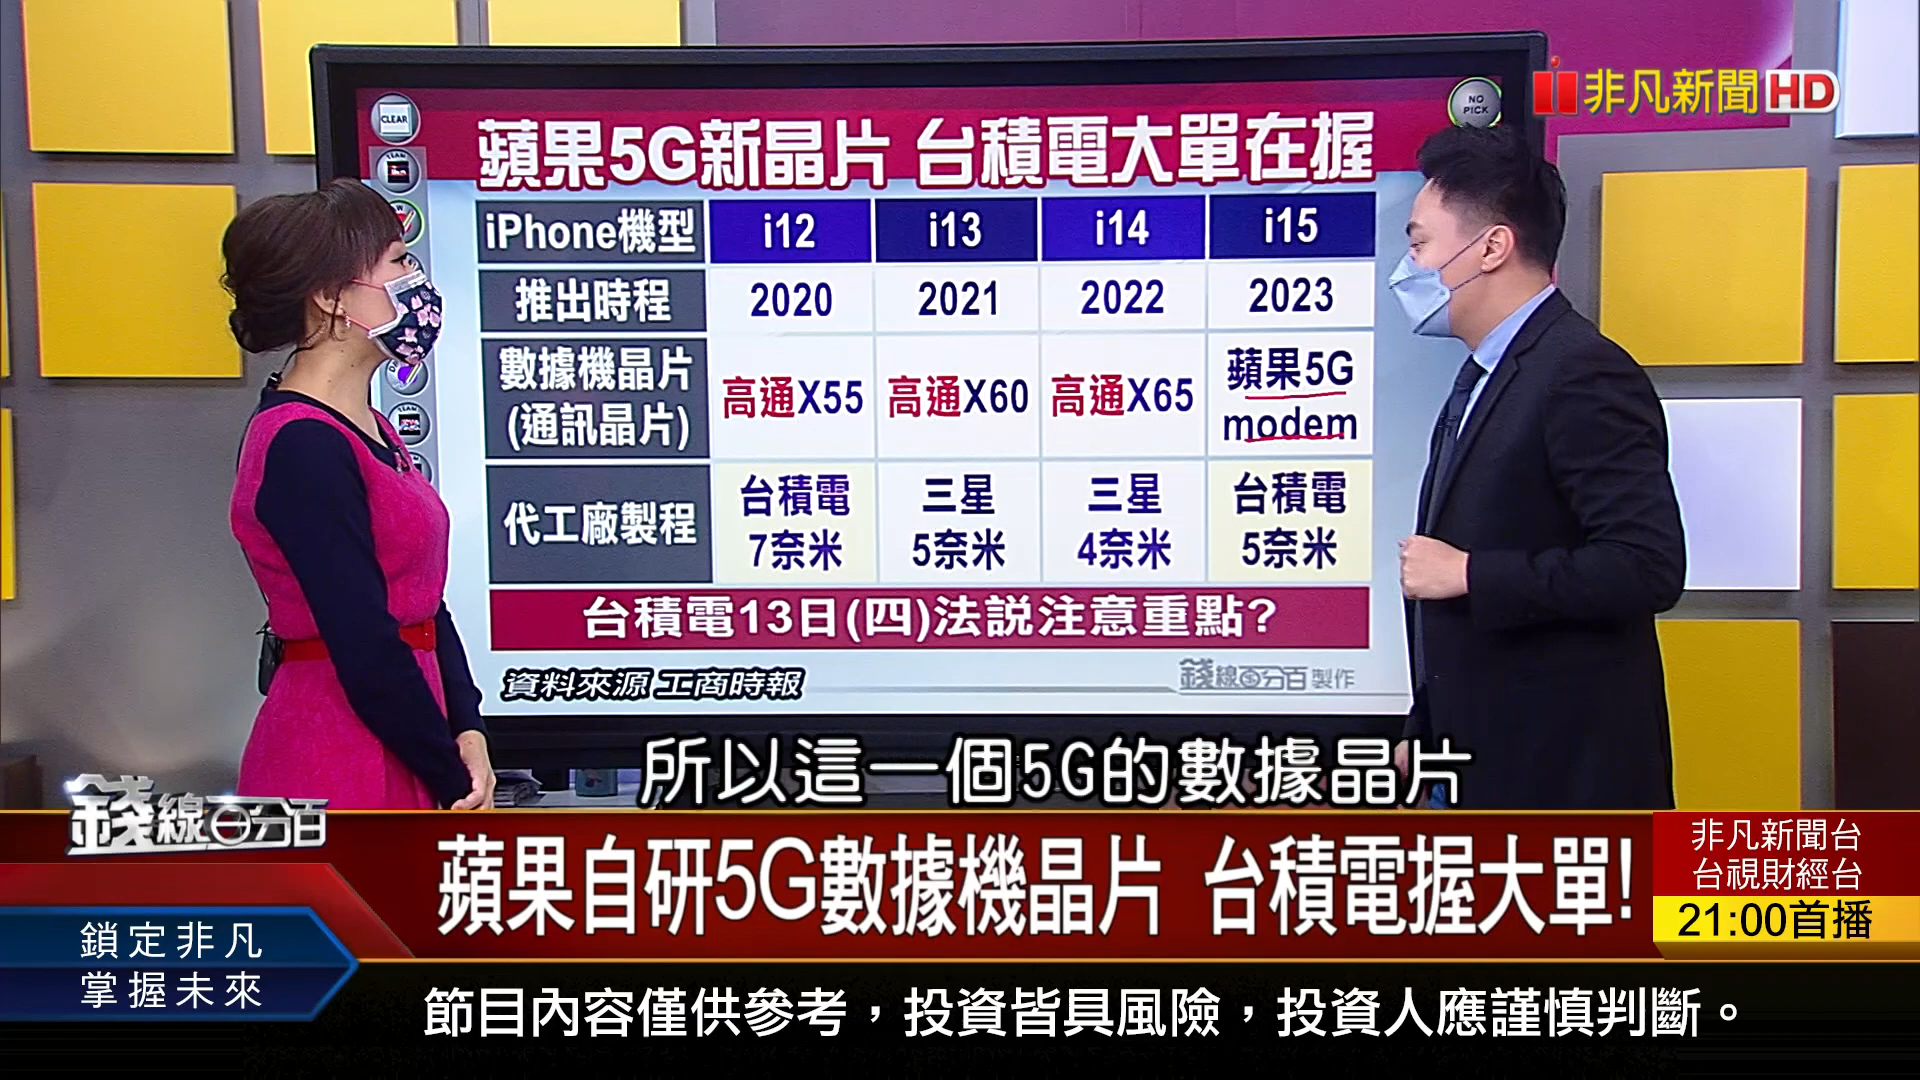 非凡新聞HD
CLEAR
NO PICK
TEAM
蘋果5G新晶片 台積電大單在握
iPhone機型 i12 i13 i14 i15
推出時程 2020 2021 2022 2023
數據機晶片(通訊晶片) 高通X55 高通X60 高通X65 蘋果5G modem
代工廠製程 台積電7奈米 三星5奈米 三星4奈米 台積電5奈米
台積電13日(四)法説注意重點?
資料來源 工商時報
錢線百分百 製作
TEAM
所以這一個5G的數據晶片
錢線百分百
蘋果自研5G數據機晶片 台積電握大單!
非凡新聞台
台視財經台
21:00首播
鎖定非凡
掌握未來
節目內容僅供參考，投資皆具風險，投資人應謹慎判斷。